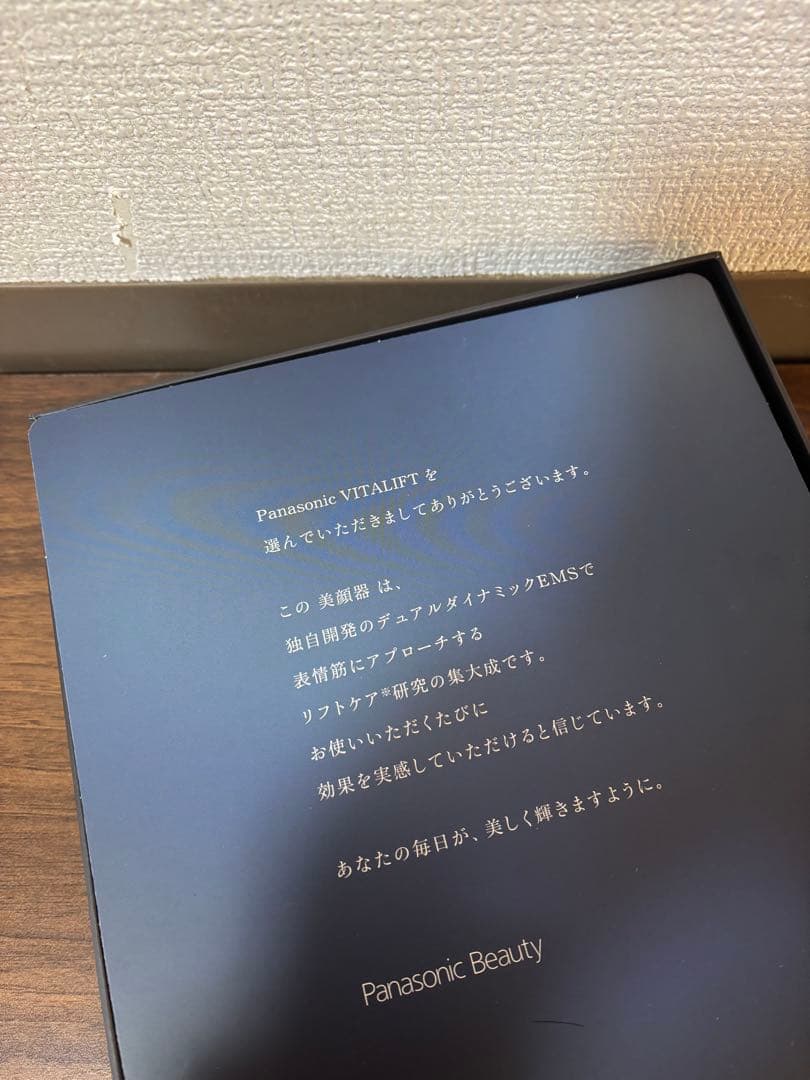 Panasonic VITALIFT を
選んでいただきましてありがとうございます。
この 美顔器 は、
独自開発のデュアルダイナミックEMSで
表情筋にアプローチする
リフトケア※研究の集大成です。
お使いいただくたびに
効果を実感していただけると信じています。
あなたの毎日が、美しく輝きますように。
Panasonic Beauty